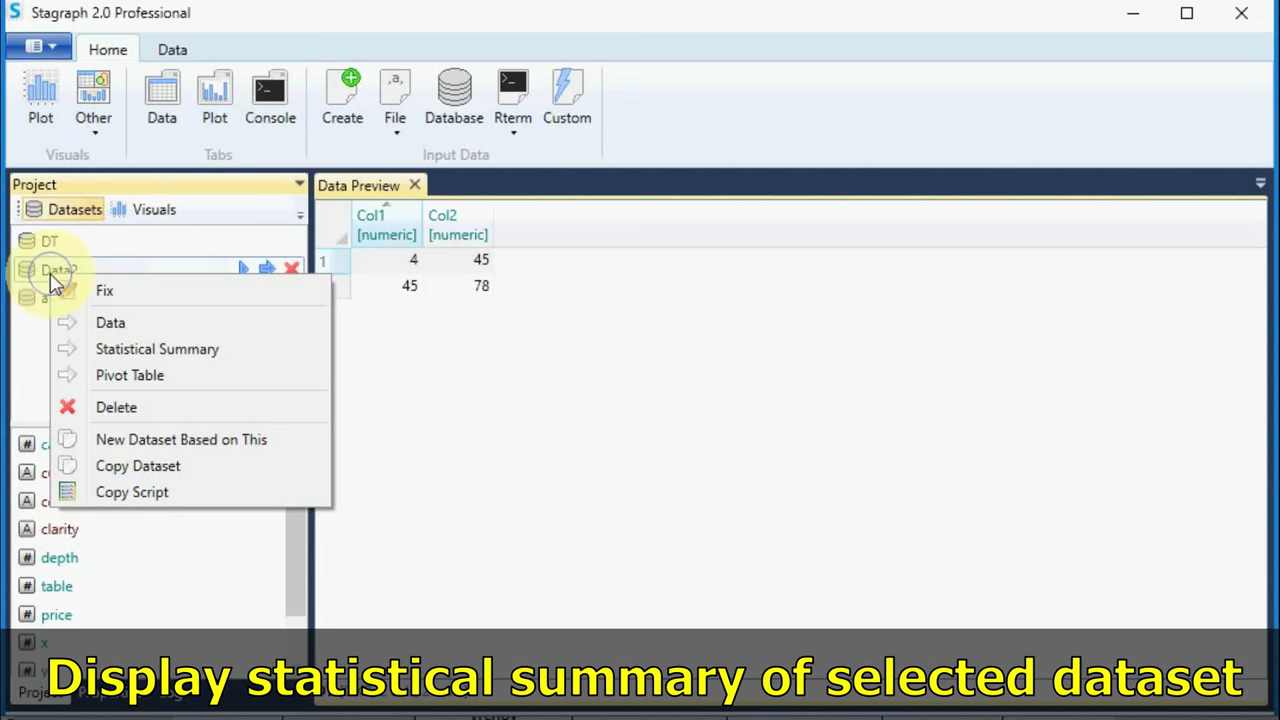 Stagraph 2.0 Professional
Home Data
Plot Other Data Plot Console Create File Database Rterm Custom
Visuals Tabs Input Data
Project
Datasets Visuals
DT
Data2
Fix
Data
Statistical Summary
Pivot Table
Delete
New Dataset Based on This
Copy Dataset
Copy Script
clarity
depth
table
price
x
Data Preview
Col1 Col2
[numeric] [numeric]
1 4 45
45 78
Display statistical summary of selected dataset